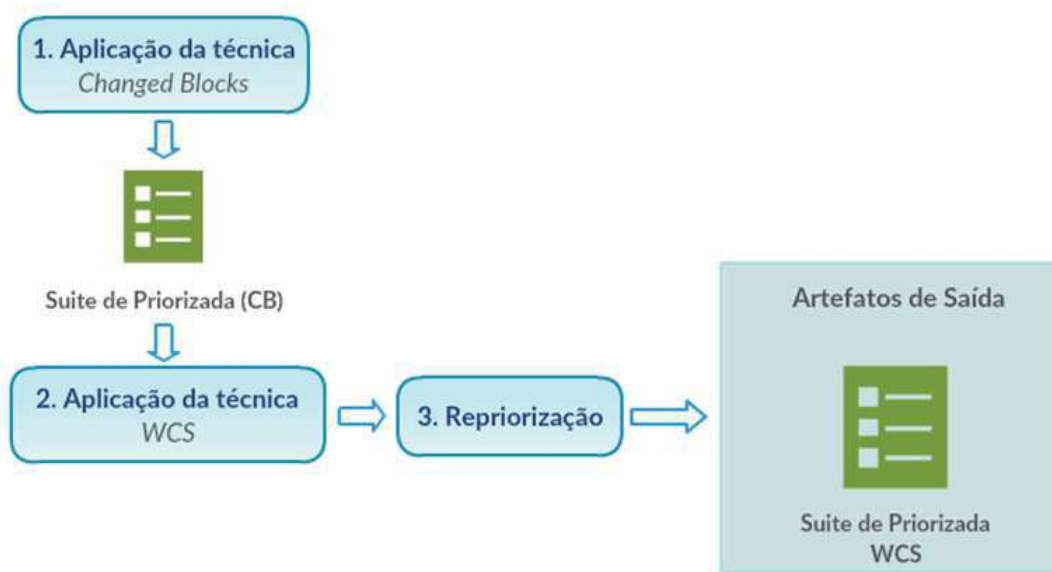 1. Aplicação da técnica
Changed Blocks
Suite de Priorizada (CB)
2. Aplicação da técnica
WCS
3. Repriorização
Artefatos de Saída
Suite de Priorizada
WCS